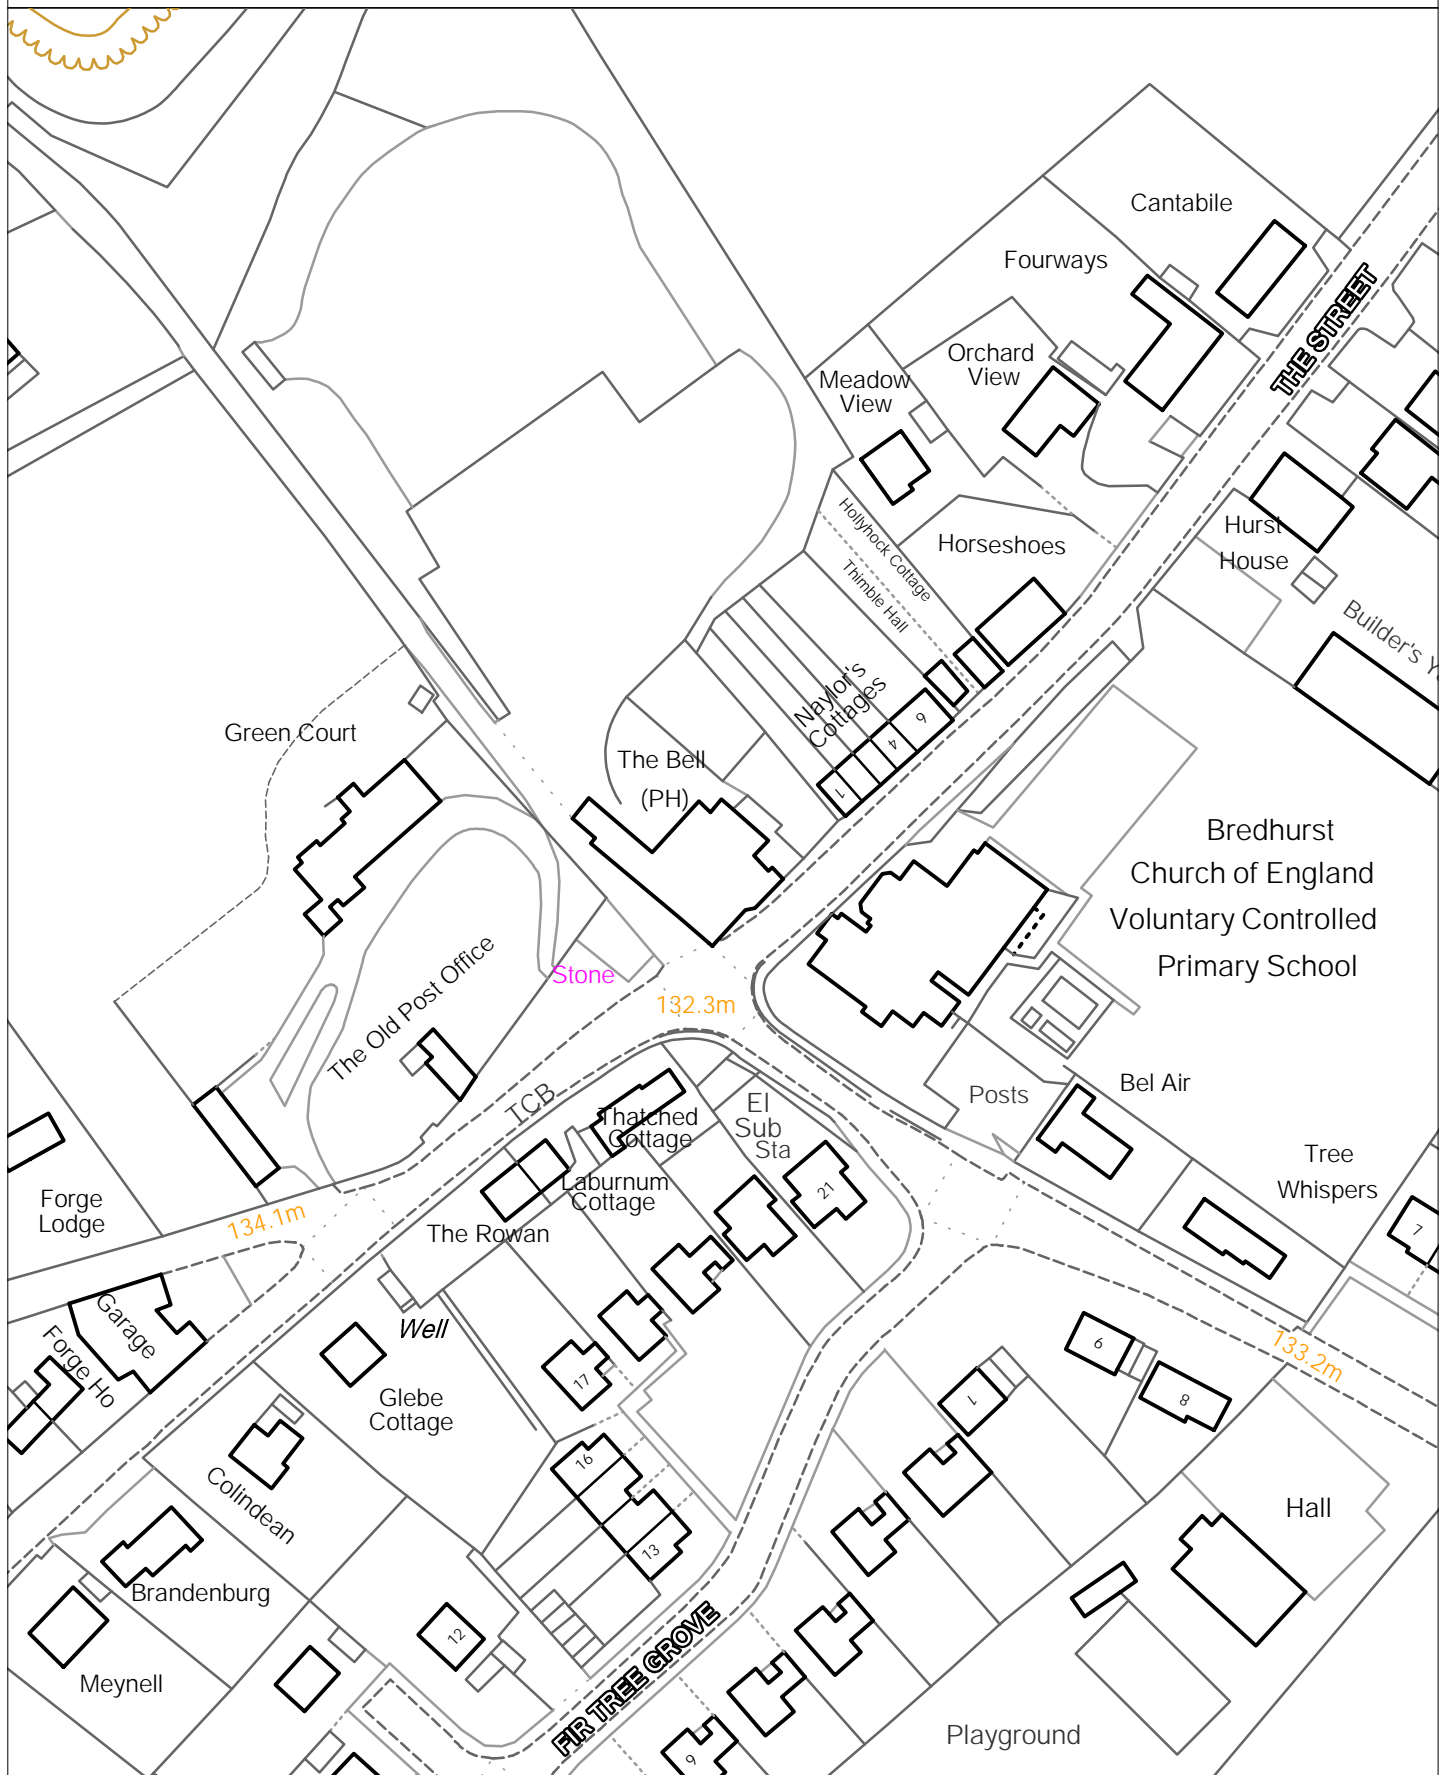 Cantabile
Fourways
THE STREET
Orchard
View
Meadow
View
Hollyhock Cottage
Thimble Hall
Horseshoes
Hurst
House
Builder's Y
Naylor's
Cottages
6
4
1
Green Court
The Bell
(PH)
Bredhurst
Church of England
Voluntary Controlled
Primary School
The Old Post Office
Stone
132.3m
TCB
Thatched
Cottage
El
Sub
Sta
Posts
Bel Air
Tree
Whispers
7
Laburnum
Cottage
21
The Rowan
Forge
Lodge
134.1m
Garage
Forge Ho
Well
Glebe
Cottage
17
6
8
1
133.2m
Colindean
16
13
Hall
Brandenburg
12
Meynell
FIR TREE GROVE
9
Playground